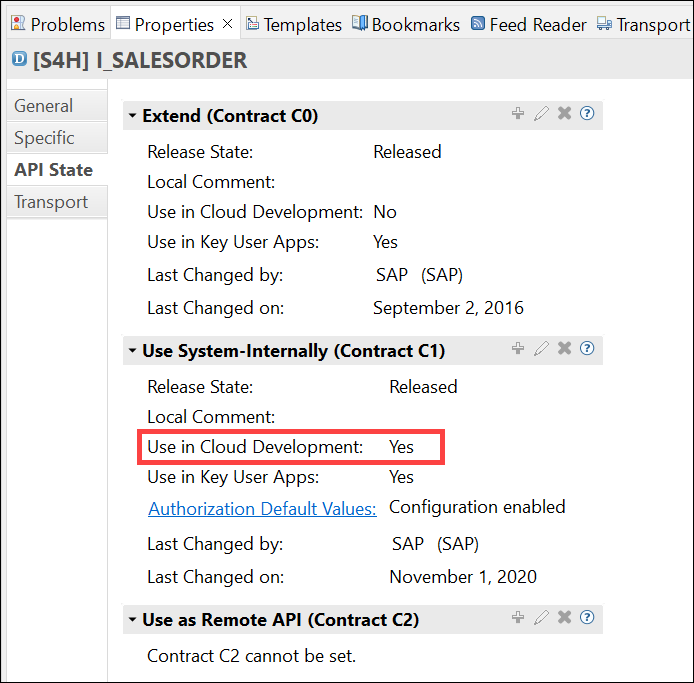 Problems Properties Templates Bookmarks Feed Reader Transport
D [S4H] I_SALESORDER
General
Specific
API State
Transport
Extend (Contract C0)
Release State: Released
Local Comment:
Use in Cloud Development: No
Use in Key User Apps: Yes
Last Changed by: SAP (SAP)
Last Changed on: September 2, 2016
Use System-Internally (Contract C1)
Release State: Released
Local Comment:
Use in Cloud Development: Yes
Use in Key User Apps: Yes
Authorization Default Values: Configuration enabled
Last Changed by: SAP (SAP)
Last Changed on: November 1, 2020
Use as Remote API (Contract C2)
Contract C2 cannot be set.